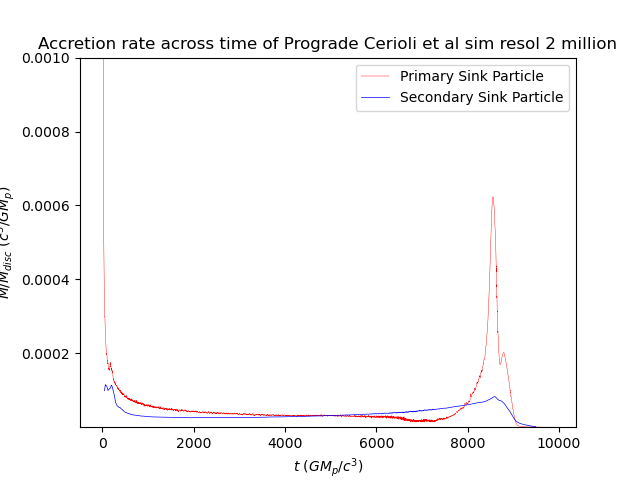 Accretion rate across time of Prograde Cerioli et al sim resol 2 million
0.0010
0.0008
0.0006
0.0004
0.0002
Ṁ/M_disc (c³/GM_p)
Primary Sink Particle
Secondary Sink Particle
0
2000
4000
6000
8000
10000
t (GM_p/c³)